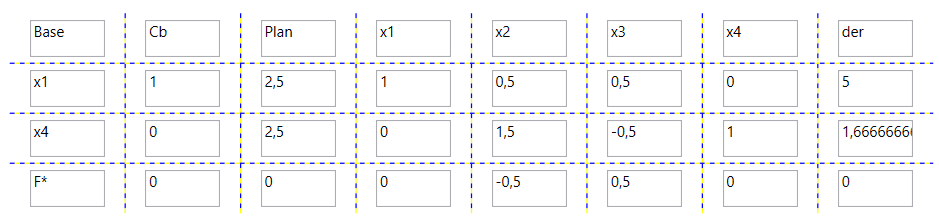 Base Cb Plan x1 x2 x3 x4 der
x1 1 2,5 1 0,5 0,5 0 5
x4 0 2,5 0 1,5 -0,5 1 1,6666666
F* 0 0 0 -0,5 0,5 0 0